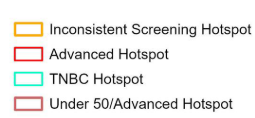 Inconsistent Screening Hotspot
Advanced Hotspot
TNBC Hotspot
Under 50/Advanced Hotspot